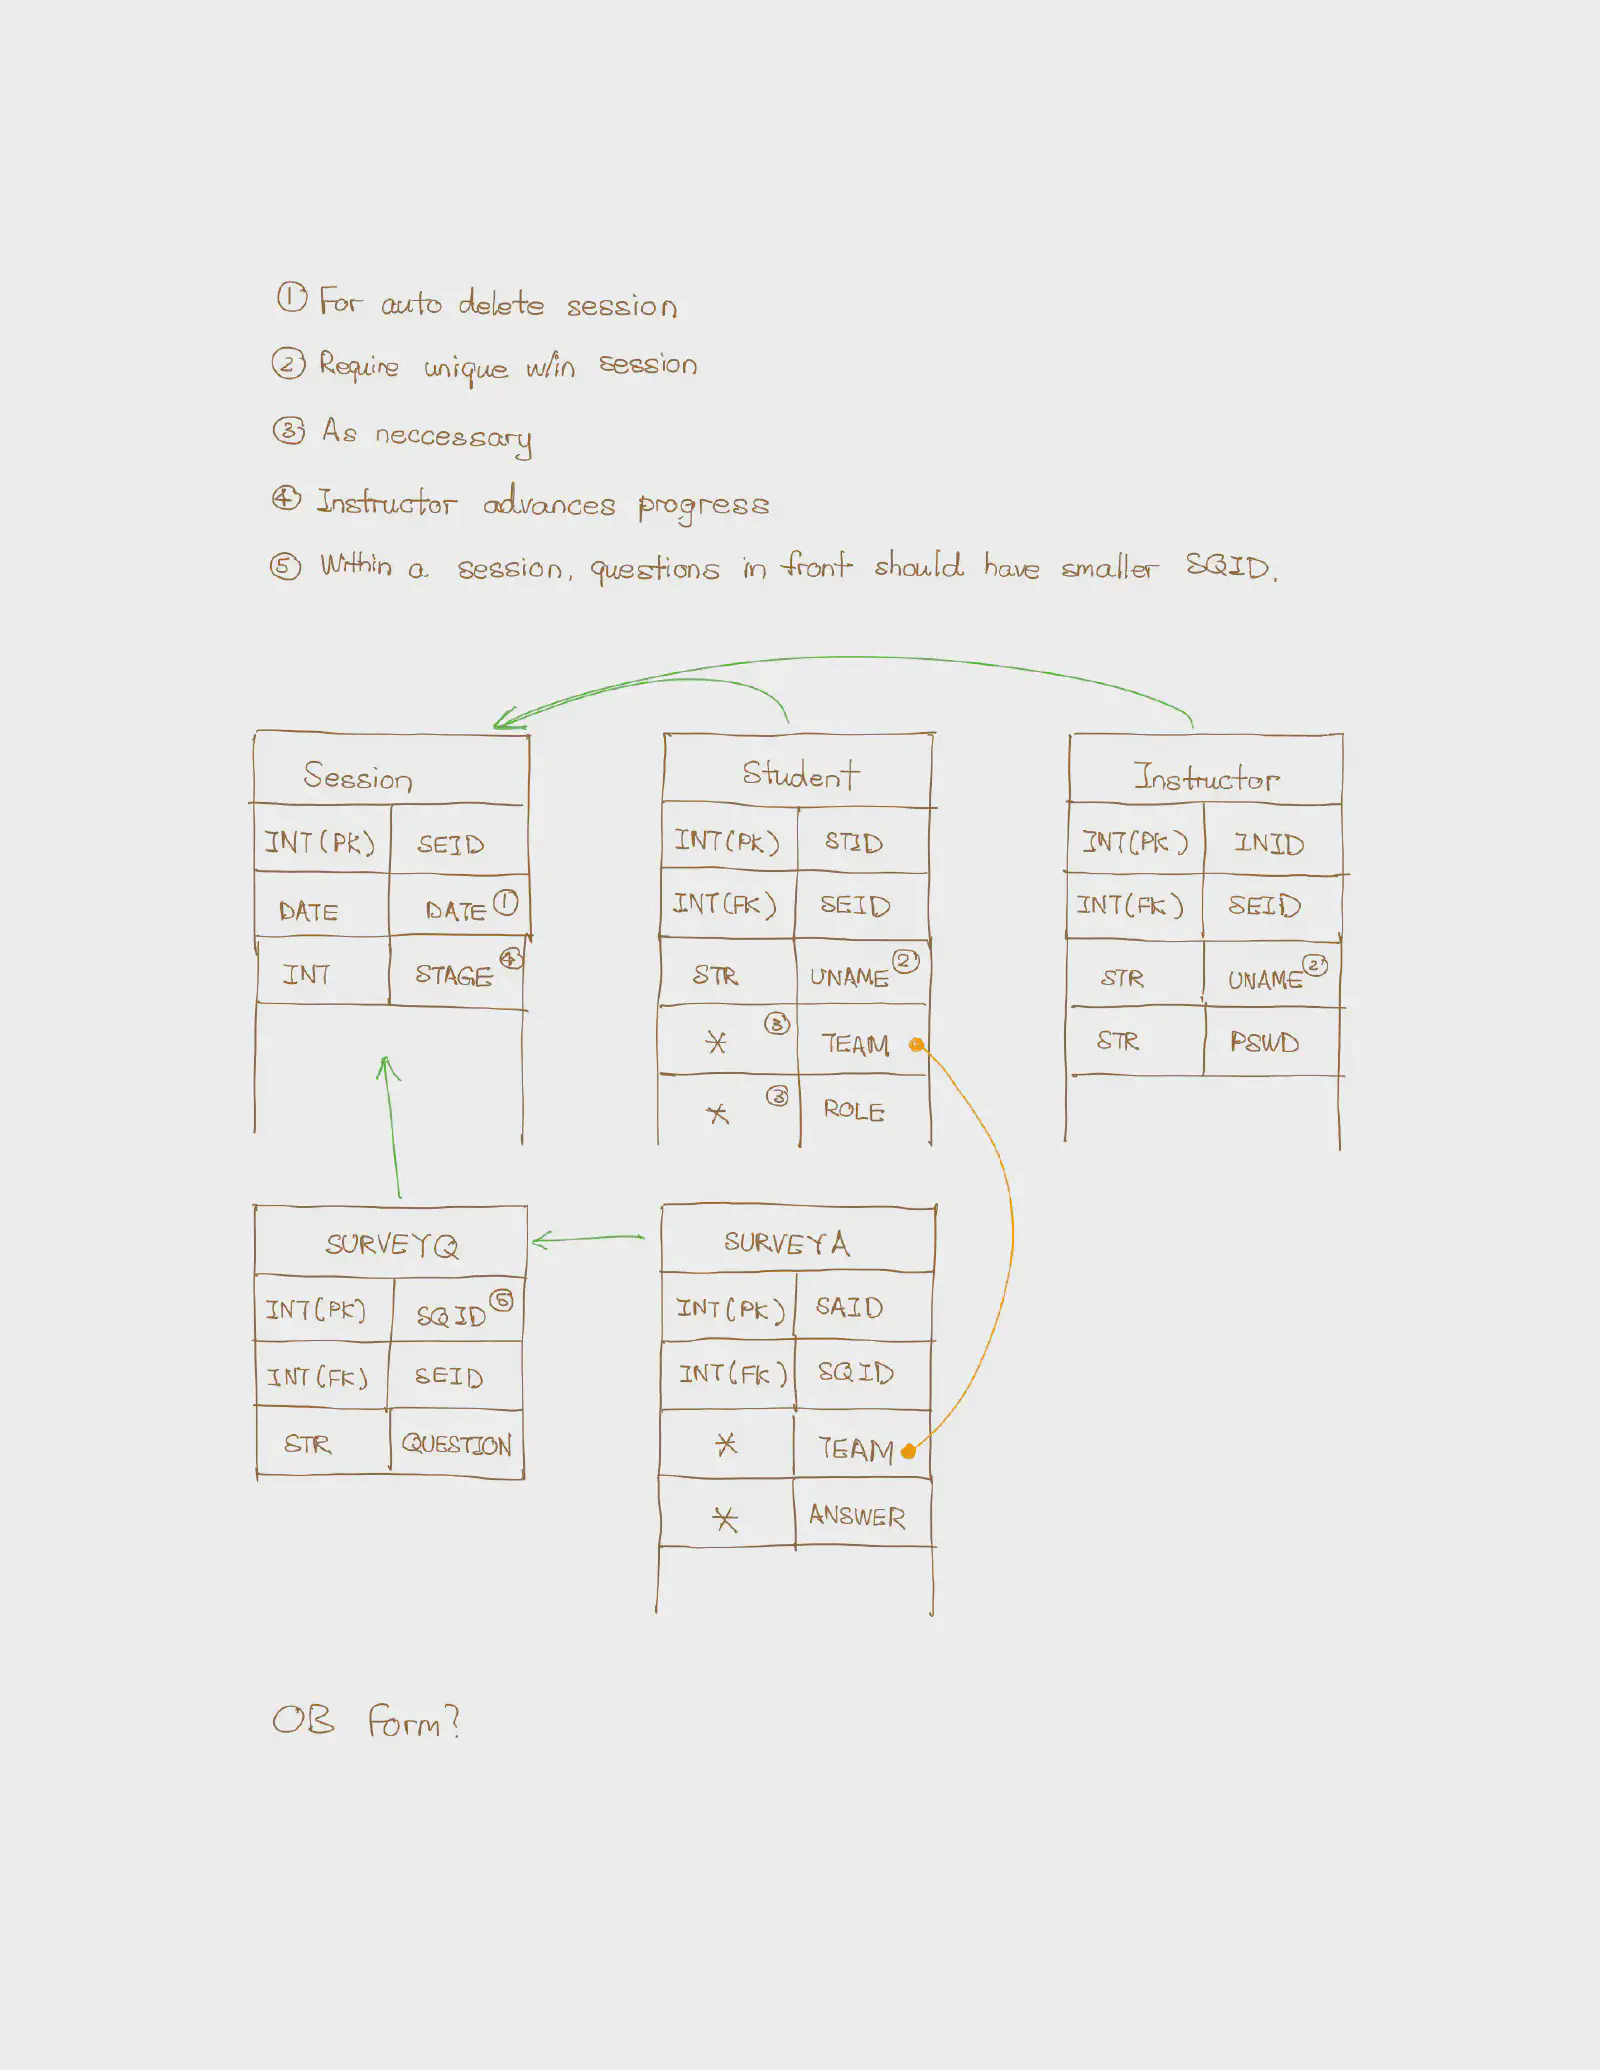 ① For auto delete session
② Require unique w/in session
③ As neccessary
④ Instructor advances progress
⑤ Within a session, questions in front should have smaller SQID.
Session
INT(PK) SEID
DATE DATE ①
INT STAGE ④
Student
INT(PK) STID
INT(FK) SEID
STR UNAME ②
* ③ TEAM
* ③ ROLE
Instructor
INT(PK) INID
INT(FK) SEID
STR UNAME ②
STR PSWD
SURVEYQ
INT(PK) SQID ⑤
INT(FK) SEID
STR QUESTION
SURVEYA
INT(PK) SAID
INT(FK) SQID
* TEAM
* ANSWER
OB Form?